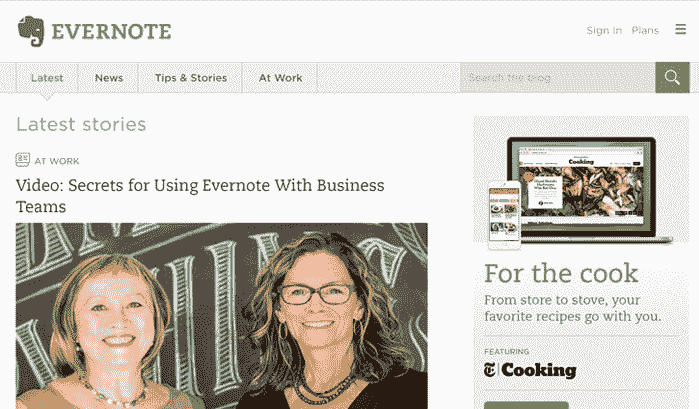 EVERNOTE
Sign In Plans
Latest News Tips & Stories At Work
Search the blog
Latest stories
AT WORK
Video: Secrets for Using Evernote With Business
Teams
Cooking
For the cook
From store to stove, your
favorite recipes go with you.
FEATURING
T Cooking